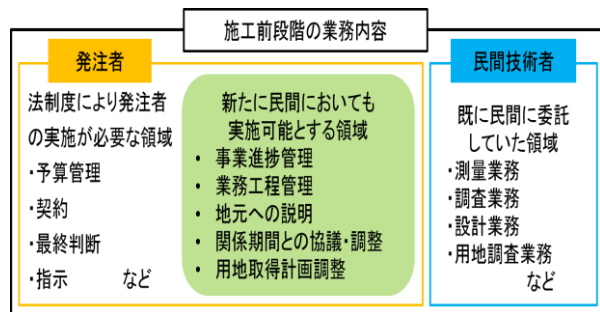 施工前段階の業務内容
発注者
法制度により発注者
の実施が必要な領域
・予算管理
・契約
・最終判断
・指示　　など
新たに民間においても
実施可能とする領域
• 事業進捗管理
• 業務工程管理
• 地元への説明
• 関係期間との協議・調整
• 用地取得計画調整
民間技術者
既に民間に委託
していた領域
・測量業務
・調査業務
・設計業務
・用地調査業務
など